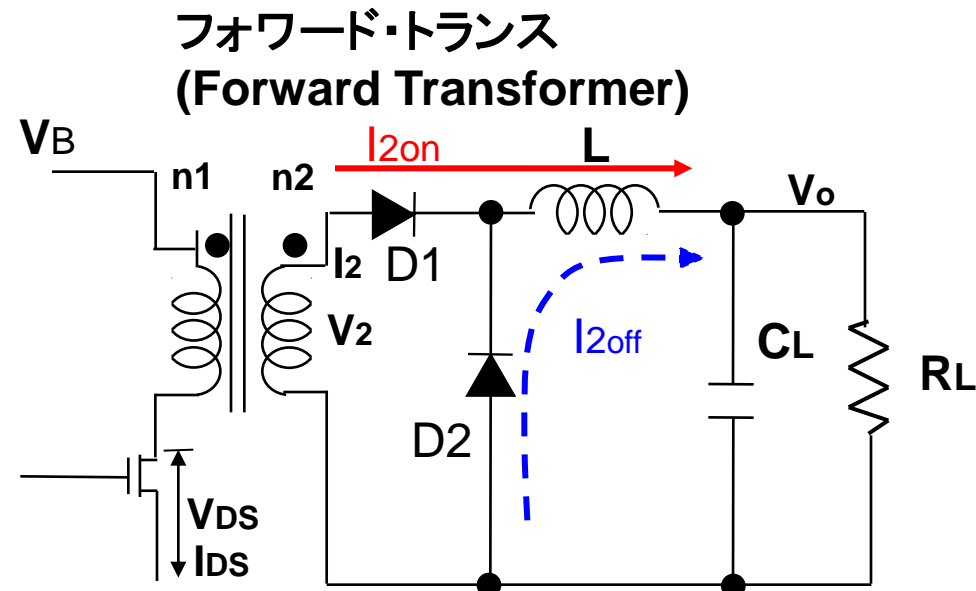 フォワード・トランス
(Forward Transformer)
VB
I2on
L
n1
n2
Vo
I2
D1
V2
I2off
CL
RL
D2
VDS
IDS